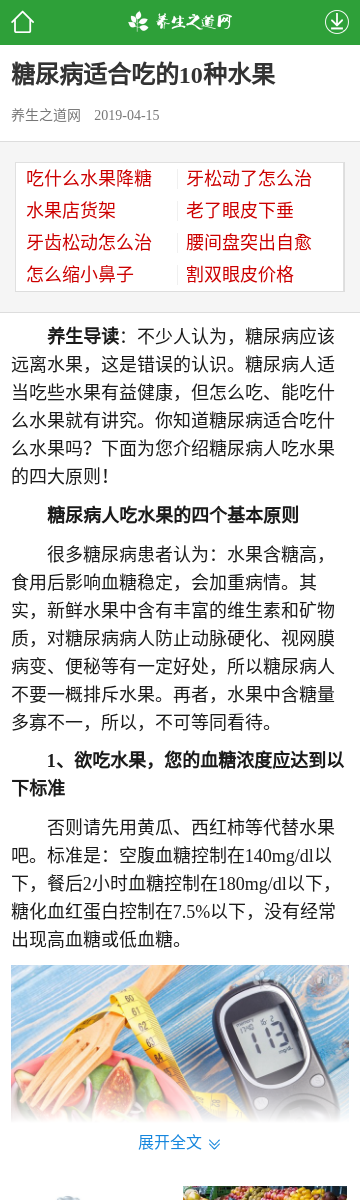 养生之道网
糖尿病适合吃的10种水果
养生之道网 2019-04-15
吃什么水果降糖 牙松动了怎么治
水果店货架 老了眼皮下垂
牙齿松动怎么治 腰间盘突出自愈
怎么缩小鼻子 割双眼皮价格
养生导读：不少人认为，糖尿病应该
远离水果，这是错误的认识。糖尿病人适
当吃些水果有益健康，但怎么吃、能吃什
么水果就有讲究。你知道糖尿病适合吃什
么水果吗？下面为您介绍糖尿病人吃水果
的四大原则！
糖尿病人吃水果的四个基本原则
很多糖尿病患者认为：水果含糖高，
食用后影响血糖稳定，会加重病情。其
实，新鲜水果中含有丰富的维生素和矿物
质，对糖尿病病人防止动脉硬化、视网膜
病变、便秘等有一定好处，所以糖尿病人
不要一概排斥水果。再者，水果中含糖量
多寡不一，所以，不可等同看待。
1、欲吃水果，您的血糖浓度应达到以
下标准
否则请先用黄瓜、西红柿等代替水果
吧。标准是：空腹血糖控制在140mg/dl以
下，餐后2小时血糖控制在180mg/dl以下，
糖化血红蛋白控制在7.5%以下，没有经常
出现高血糖或低血糖。
60
61
62
63
64
113
展开全文